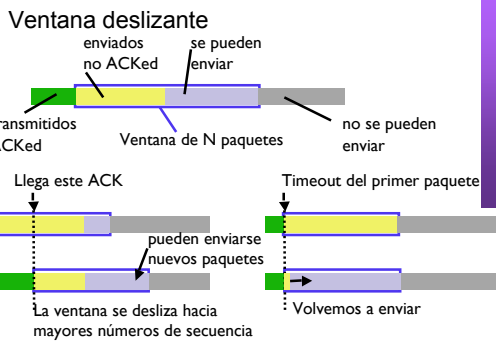 Ventana deslizante
enviados
no ACKed
se pueden
enviar
ransmitidos
ACKed
Ventana de N paquetes
no se pueden
enviar
Llega este ACK
pueden enviarse
nuevos paquetes
La ventana se desliza hacia
mayores números de secuencia
Timeout del primer paquete
Volvemos a enviar